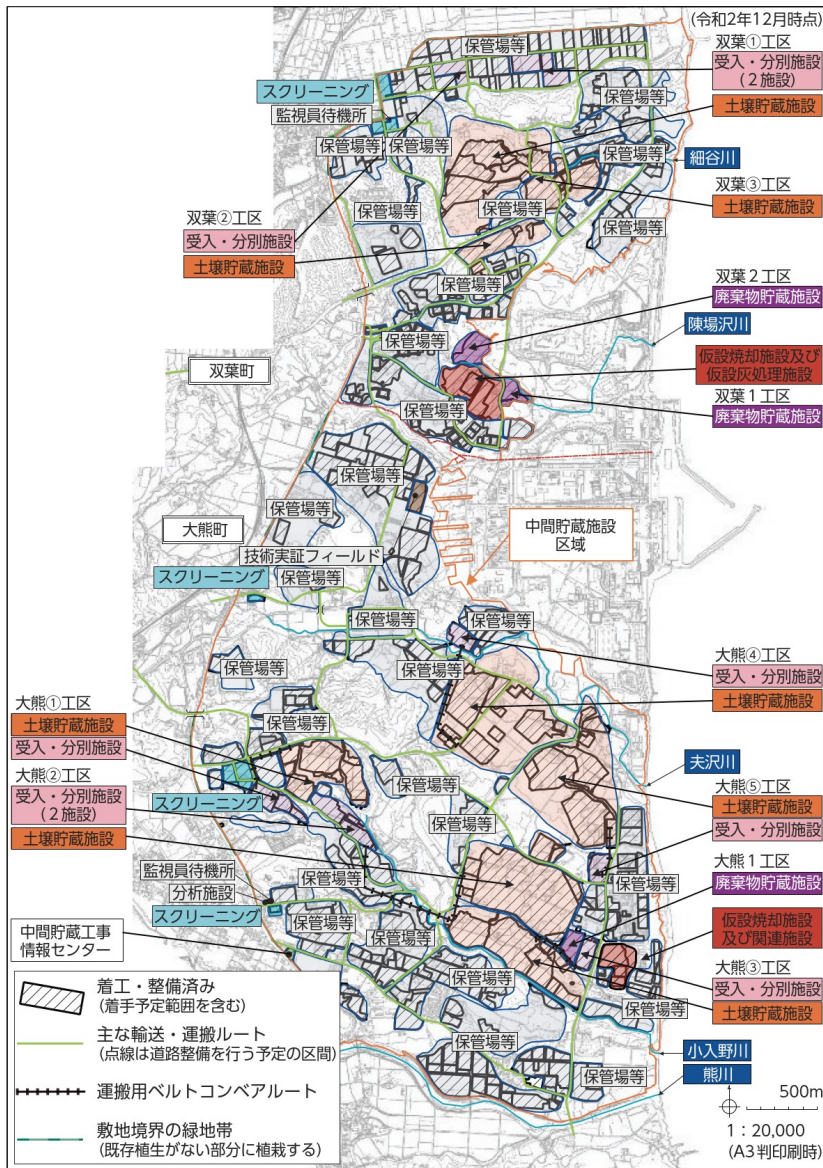 (令和2年12月時点)
双葉①工区
受入・分別施設
(2施設)
土壌貯蔵施設
保管場等
スクリーニング
監視員待機所
保管場等
保管場等
保管場等
保管場等
保管場等
保管場等
細谷川
双葉③工区
土壌貯蔵施設
双葉②工区
受入・分別施設
土壌貯蔵施設
保管場等
保管場等
保管場等
保管場等
双葉2工区
廃棄物貯蔵施設
陳場沢川
保管場等
仮設焼却施設及び
仮設灰処理施設
双葉町
双葉1工区
廃棄物貯蔵施設
保管場等
保管場等
保管場等
大熊町
中間貯蔵施設
区域
技術実証フィールド
スクリーニング
保管場等
保管場等
保管場等
大熊④工区
受入・分別施設
土壌貯蔵施設
保管場等
保管場等
大熊①工区
土壌貯蔵施設
受入・分別施設
保管場等
夫沢川
大熊②工区
受入・分別施設
(2施設)
土壌貯蔵施設
スクリーニング
保管場等
保管場等
大熊⑤工区
土壌貯蔵施設
受入・分別施設
監視員待機所
分析施設
スクリーニング
保管場等
保管場等
大熊1工区
廃棄物貯蔵施設
中間貯蔵工事
情報センター
保管場等
保管場等
仮設焼却施設
及び関連施設
大熊③工区
受入・分別施設
土壌貯蔵施設
保管場等
保管場等
保管場等
保管場等
保管場等
小入野川
熊川
着工・整備済み
(着手予定範囲を含む)
主な輸送・運搬ルート
(点線は道路整備を行う予定の区間)
運搬用ベルトコンベアルート
敷地境界の緑地帯
(既存植生がない部分に植栽する)
500m
1:20,000
(A3判印刷時)